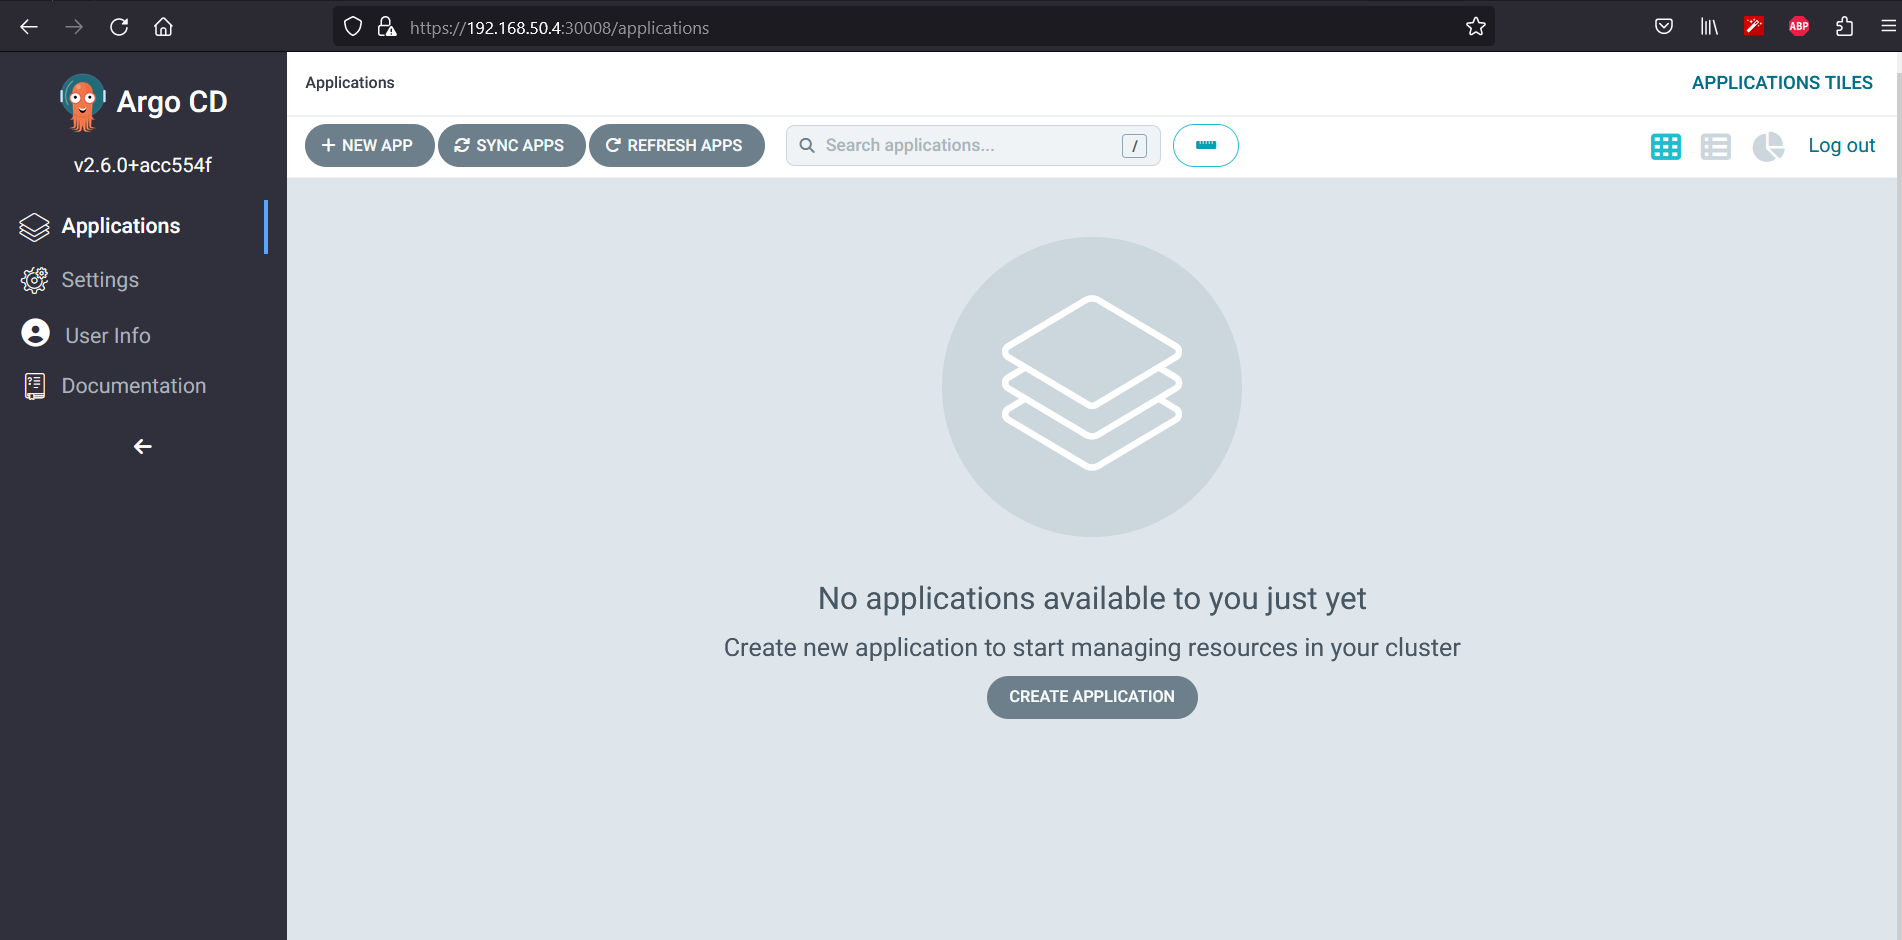 https://192.168.50.4:30008/applications
ABP
Argo CD
v2.6.0+acc554f
Applications
Settings
User Info
Documentation
Applications
APPLICATIONS TILES
NEW APP
SYNC APPS
REFRESH APPS
Search applications...
/
Log out
No applications available to you just yet
Create new application to start managing resources in your cluster
CREATE APPLICATION